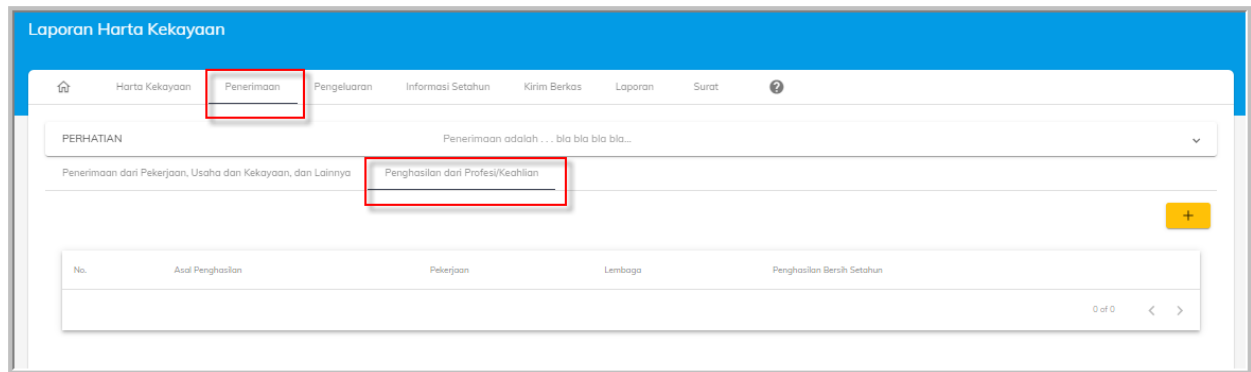 Laporan Harta Kekayaan
Harta Kekayaan Penerimaan Pengeluaran Informasi Setahun Kirim Berkas Laporan Surat ?
PERHATIAN Penerimaan adalah . . . bla bla bla bla...
Penerimaan dari Pekerjaan, Usaha dan Kekayaan, dan Lainnya Penghasilan dari Profesi/Keahlian
+
No. Asal Penghasilan Pekerjaan Lembaga Penghasilan Bersih Setahun
0 of 0 < >